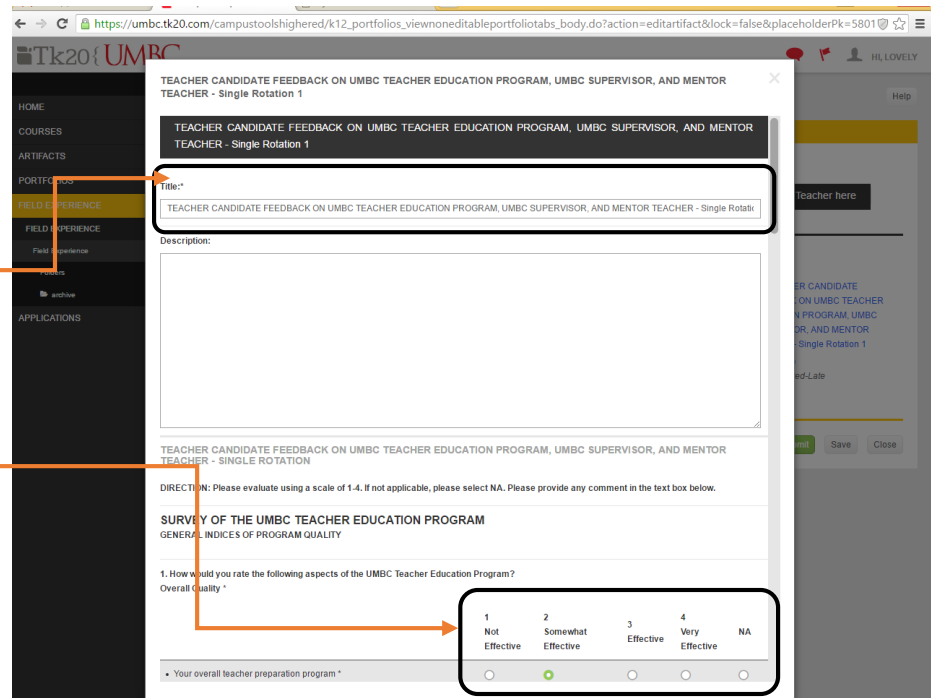 https://umbc.tk20.com/campustoolshighered/k12_portfolios_viewnoneditableportfoliotabs_body.do?action=editartifact&lock=false&placeholderPk=5801
Tk20{UMBC
HI, LOVELY
Help
HOME
COURSES
ARTIFACTS
PORTFOLIOS
FIELD EXPERIENCE
FIELD EXPERIENCE
Field Experience
Folders
archive
APPLICATIONS
TEACHER CANDIDATE FEEDBACK ON UMBC TEACHER EDUCATION PROGRAM, UMBC SUPERVISOR, AND MENTOR
TEACHER - Single Rotation 1
TEACHER CANDIDATE FEEDBACK ON UMBC TEACHER EDUCATION PROGRAM, UMBC SUPERVISOR, AND MENTOR
TEACHER - Single Rotation 1
Title:*
TEACHER CANDIDATE FEEDBACK ON UMBC TEACHER EDUCATION PROGRAM, UMBC SUPERVISOR, AND MENTOR TEACHER - Single Rotatic
Description:
TEACHER CANDIDATE FEEDBACK ON UMBC TEACHER EDUCATION PROGRAM, UMBC SUPERVISOR, AND MENTOR
TEACHER - SINGLE ROTATION
DIRECTION: Please evaluate using a scale of 1-4. If not applicable, please select NA. Please provide any comment in the text box below.
SURVEY OF THE UMBC TEACHER EDUCATION PROGRAM
GENERAL INDICES OF PROGRAM QUALITY
1. How would you rate the following aspects of the UMBC Teacher Education Program?
Overall Quality *
1 Not Effective
2 Somewhat Effective
3 Effective
4 Very Effective
NA
• Your overall teacher preparation program *
Teacher here
ER CANDIDATE
ON UMBC TEACHER
N PROGRAM, UMBC
OR, AND MENTOR
- Single Rotation 1
ed-Late
mit Save Close